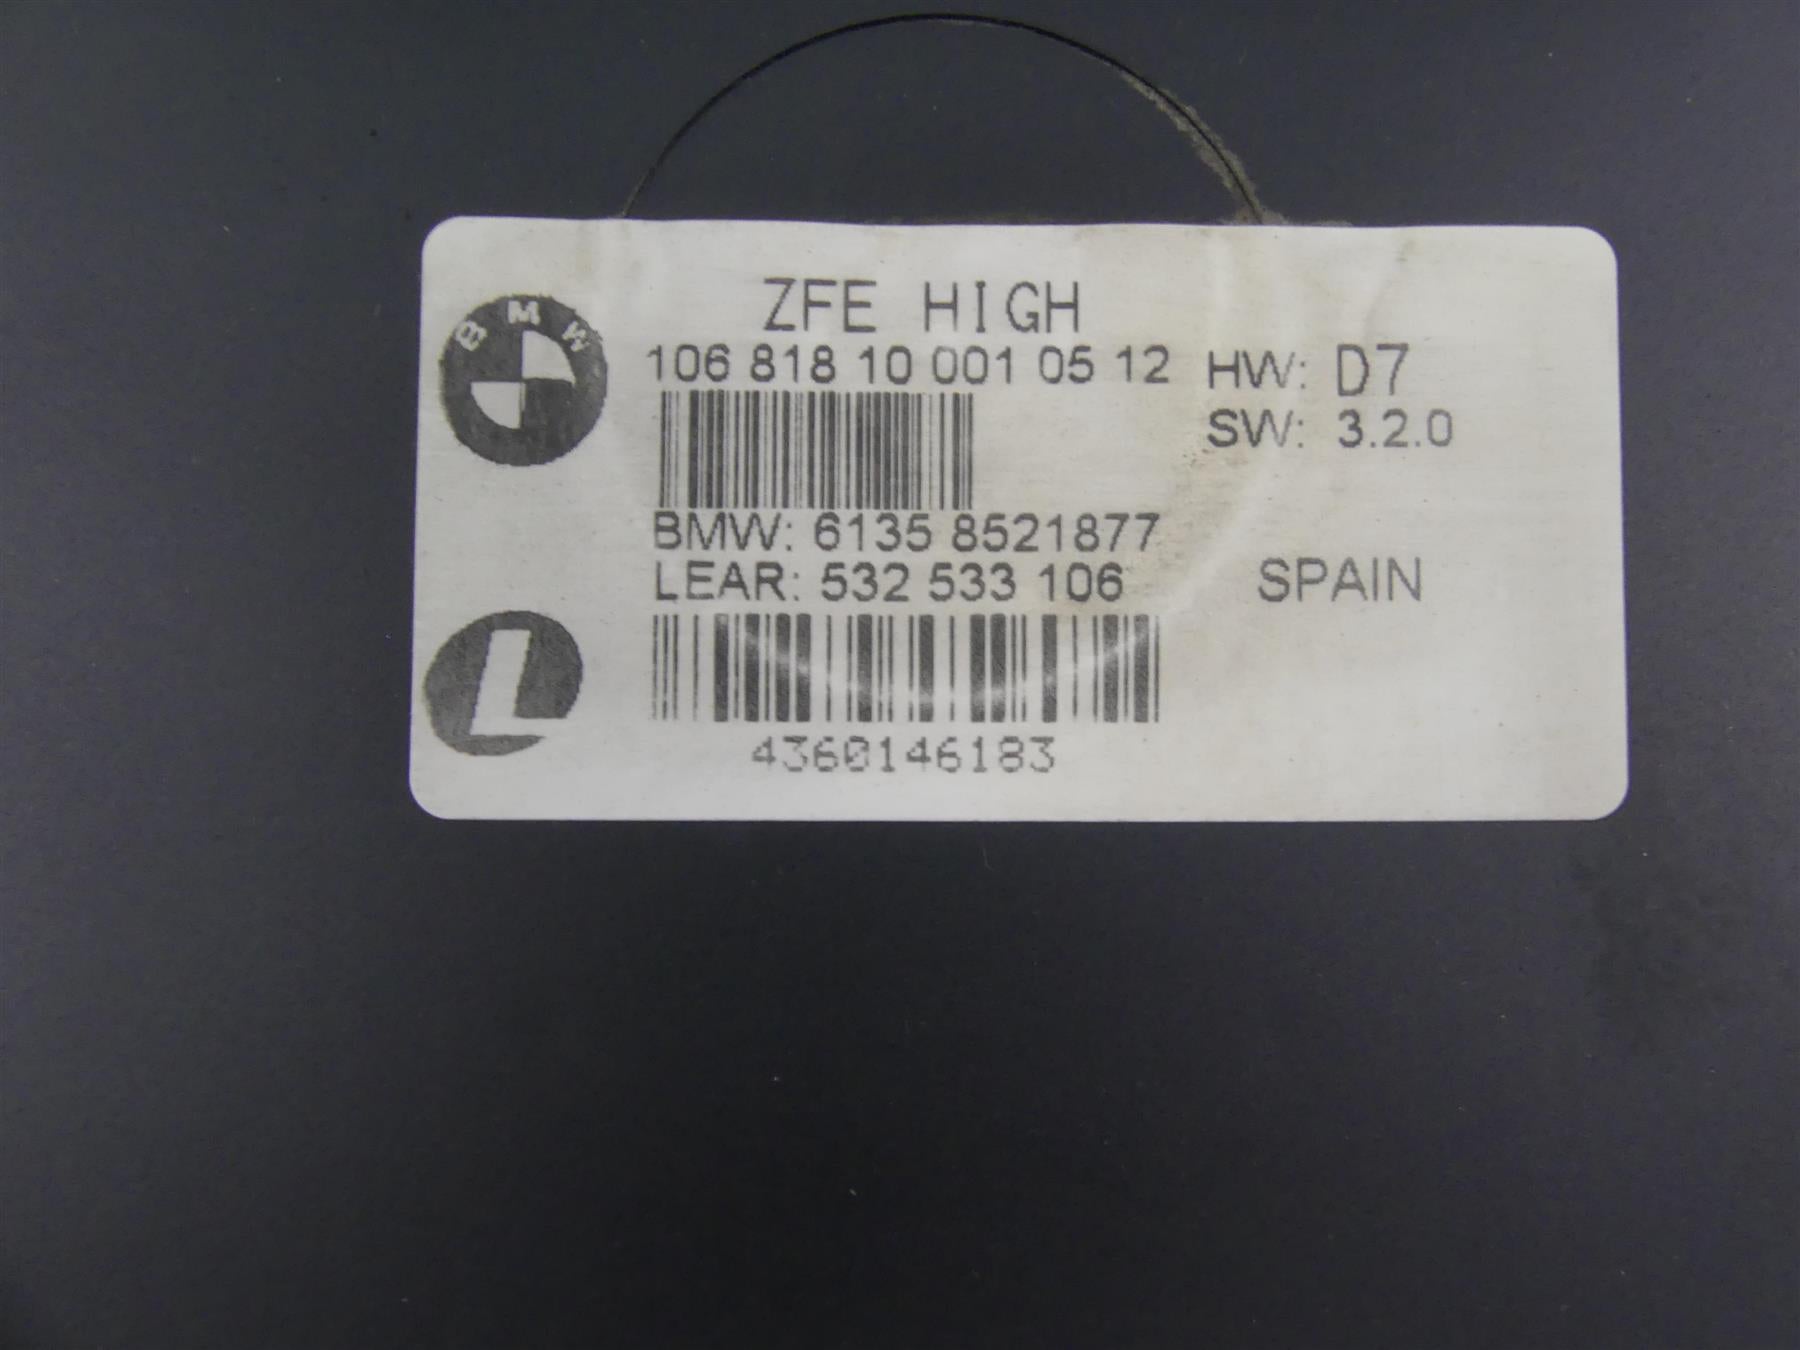 BMW
ZFE HIGH
106 818 10 001 05 12
HW: D7
SW: 3.2.0
BMW: 6135 8521877
LEAR: 532 533 106
SPAIN
L
4360146183